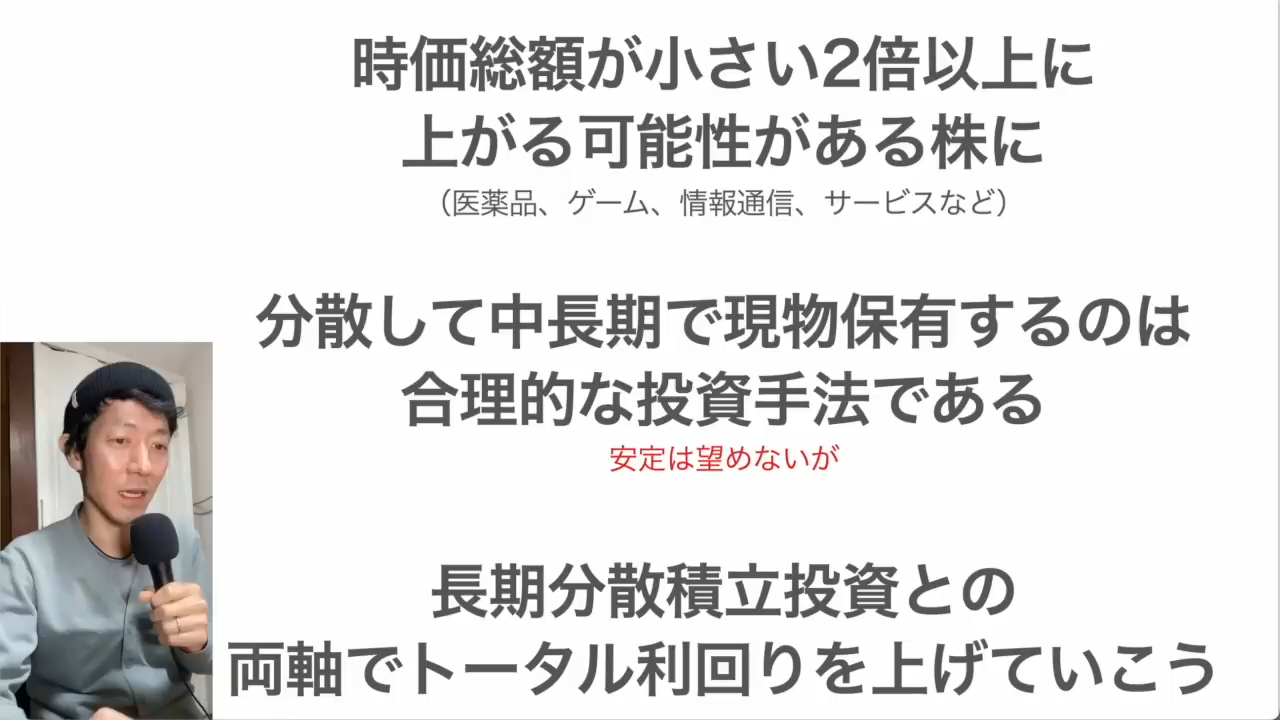 時価総額が小さい2倍以上に
上がる可能性がある株に
（医薬品、ゲーム、情報通信、サービスなど）
分散して中長期で現物保有するのは
合理的な投資手法である
安定は望めないが
長期分散積立投資との
両軸でトータル利回りを上げていこう